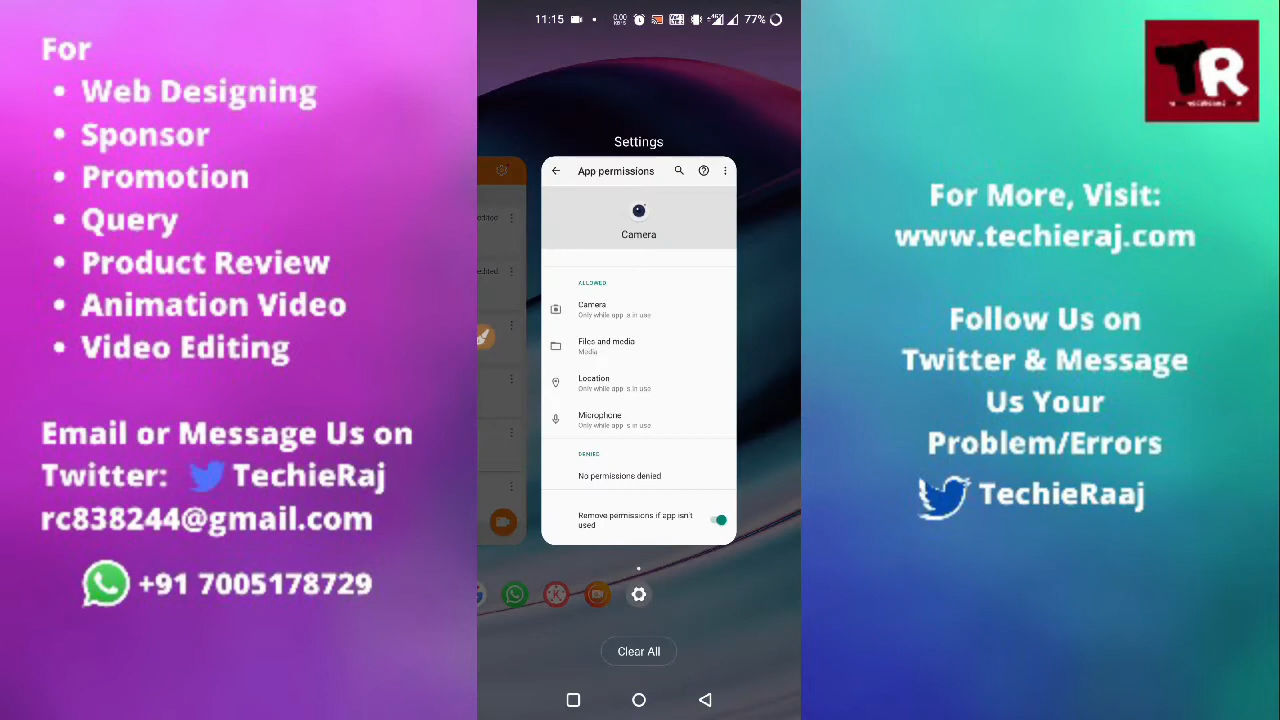 For
• Web Designing
• Sponsor
• Promotion
• Query
• Product Review
• Animation Video
• Video Editing
Email or Message Us on
Twitter: TechieRaj
rc838244@gmail.com
+91 7005178729
11:15
0.00
KB/S
77%
Settings
App permissions
Camera
ALLOWED
Camera
Only while app is in use
Files and media
Media
Location
Only while app is in use
Microphone
Only while app is in use
DENIED
No permissions denied
Remove permissions if app isn't
used
Clear All
TR
For More, Visit:
www.techieraj.com
Follow Us on
Twitter & Message
Us Your
Problem/Errors
TechieRaaj